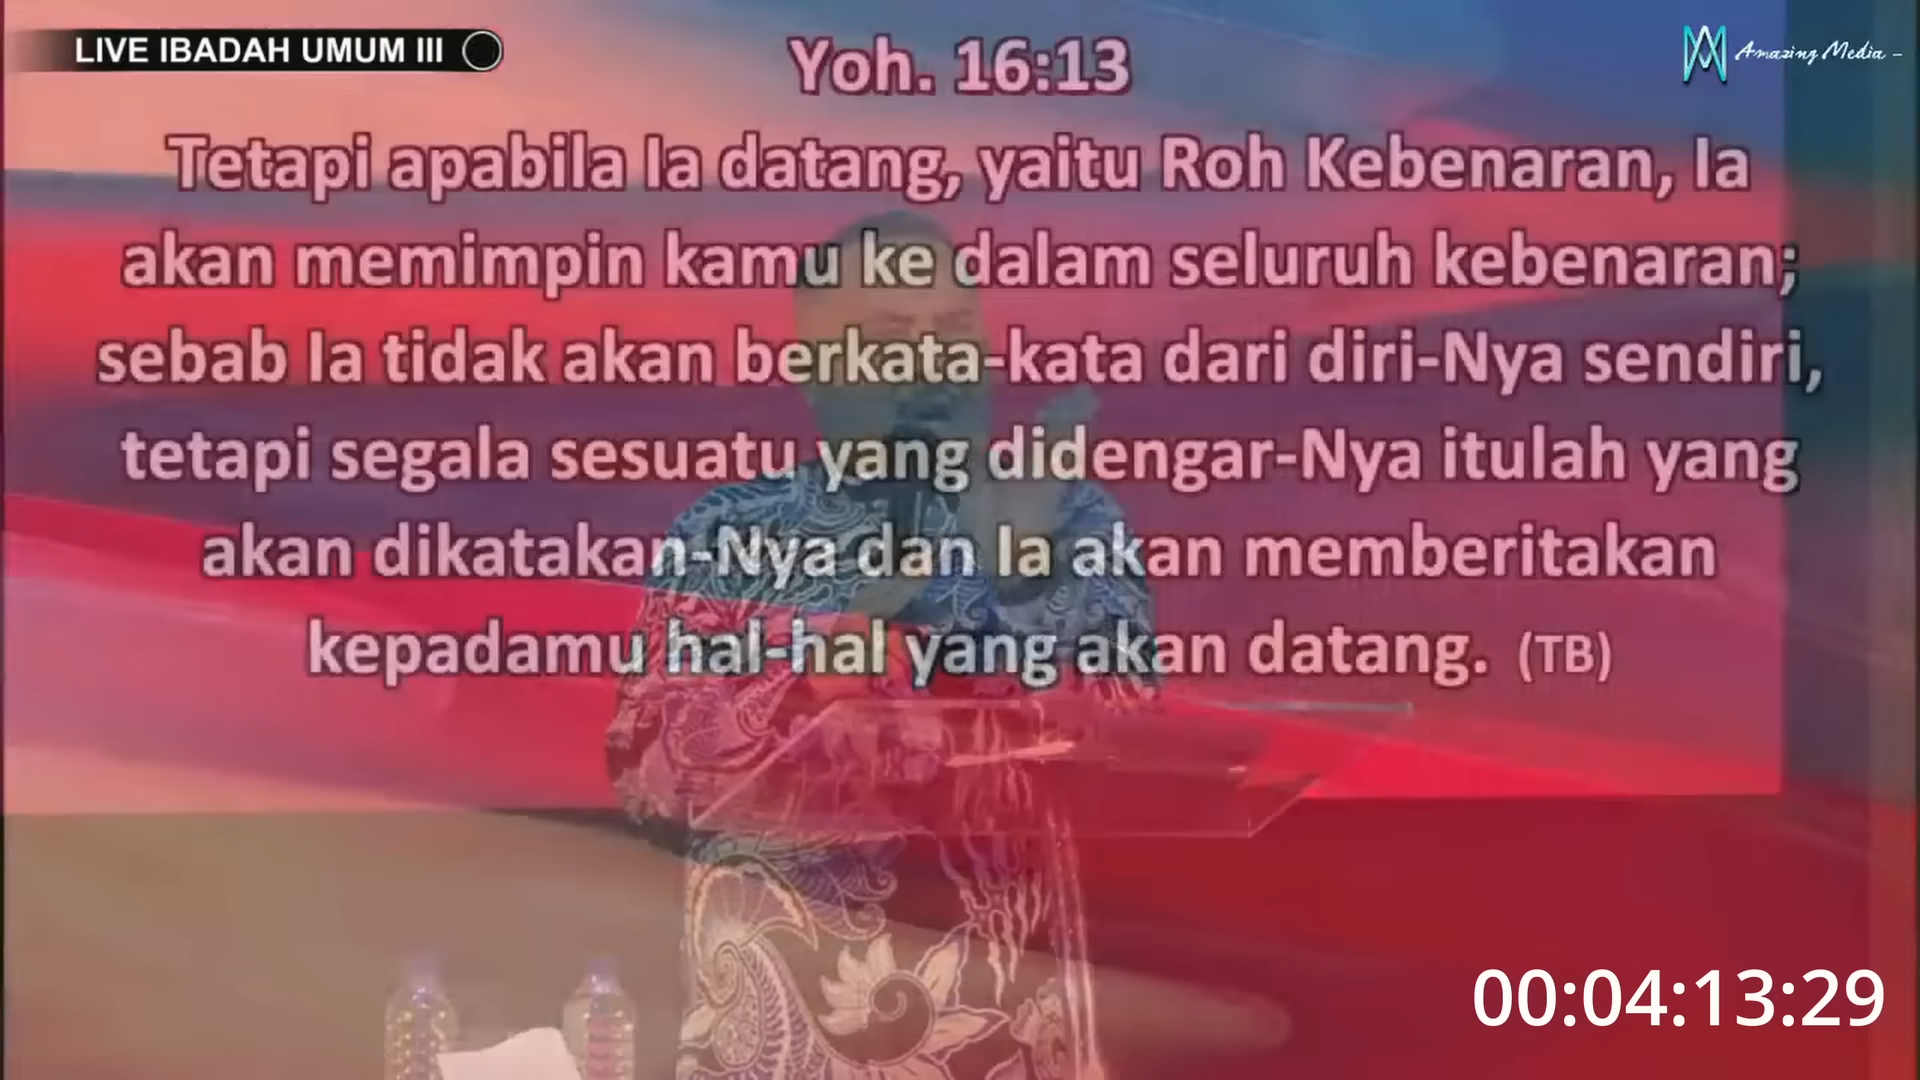 LIVE IBADAH UMUM III
Amazing Media -
Yoh. 16:13
Tetapi apabila Ia datang, yaitu Roh Kebenaran, Ia
akan memimpin kamu ke dalam seluruh kebenaran;
sebab Ia tidak akan berkata-kata dari diri-Nya sendiri,
tetapi segala sesuatu yang didengar-Nya itulah yang
akan dikatakan-Nya dan Ia akan memberitakan
kepadamu hal-hal yang akan datang. (TB)
00:04:13:29